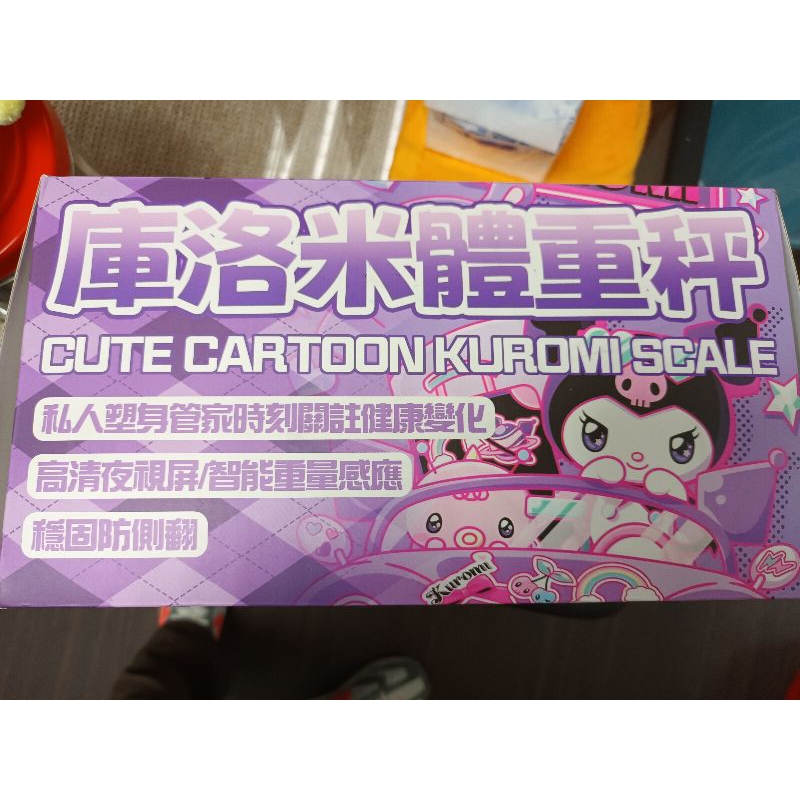 庫洛米體重秤
CUTE CARTOON KUROMI SCALE
私人塑身管家時刻關註健康變化
高清夜視屏/智能重量感應
穩固防側翻
Kuromi